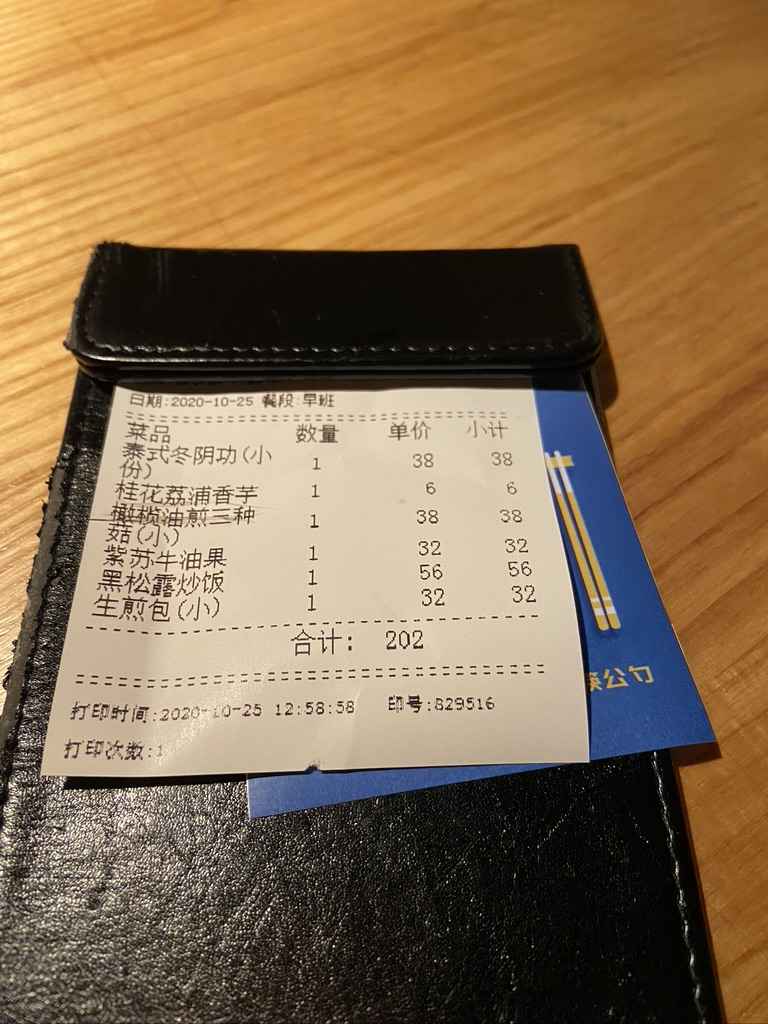 日期:2020-10-25 餐段:早班
菜品 数量 单价 小计
泰式冬阴功(小 1 38 38
份)
桂花荔浦香芋 1 6 6
橄榄油煎三种 1 38 38
菇(小)
紫苏牛油果 1 32 32
黑松露炒饭 1 56 56
生煎包(小) 1 32 32
合计: 202
打印时间:2020-10-25 12:58:58 印号:829516
打印次数:1
筷公勺